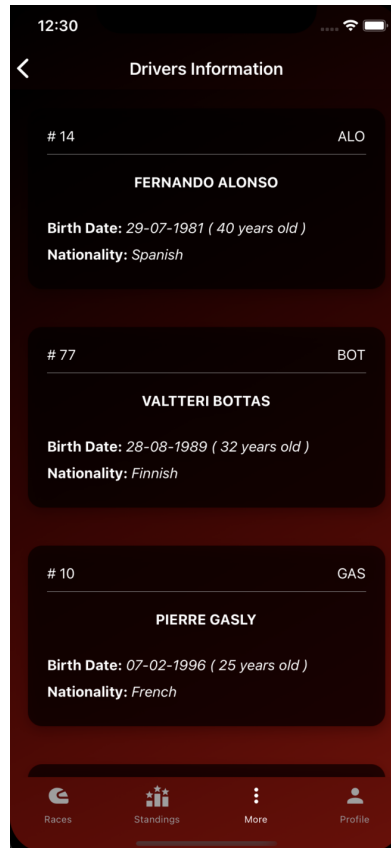 12:30
Drivers Information
# 14 ALO
FERNANDO ALONSO
Birth Date: 29-07-1981 ( 40 years old )
Nationality: Spanish
# 77 BOT
VALTTERI BOTTAS
Birth Date: 28-08-1989 ( 32 years old )
Nationality: Finnish
# 10 GAS
PIERRE GASLY
Birth Date: 07-02-1996 ( 25 years old )
Nationality: French
Races Standings More Profile